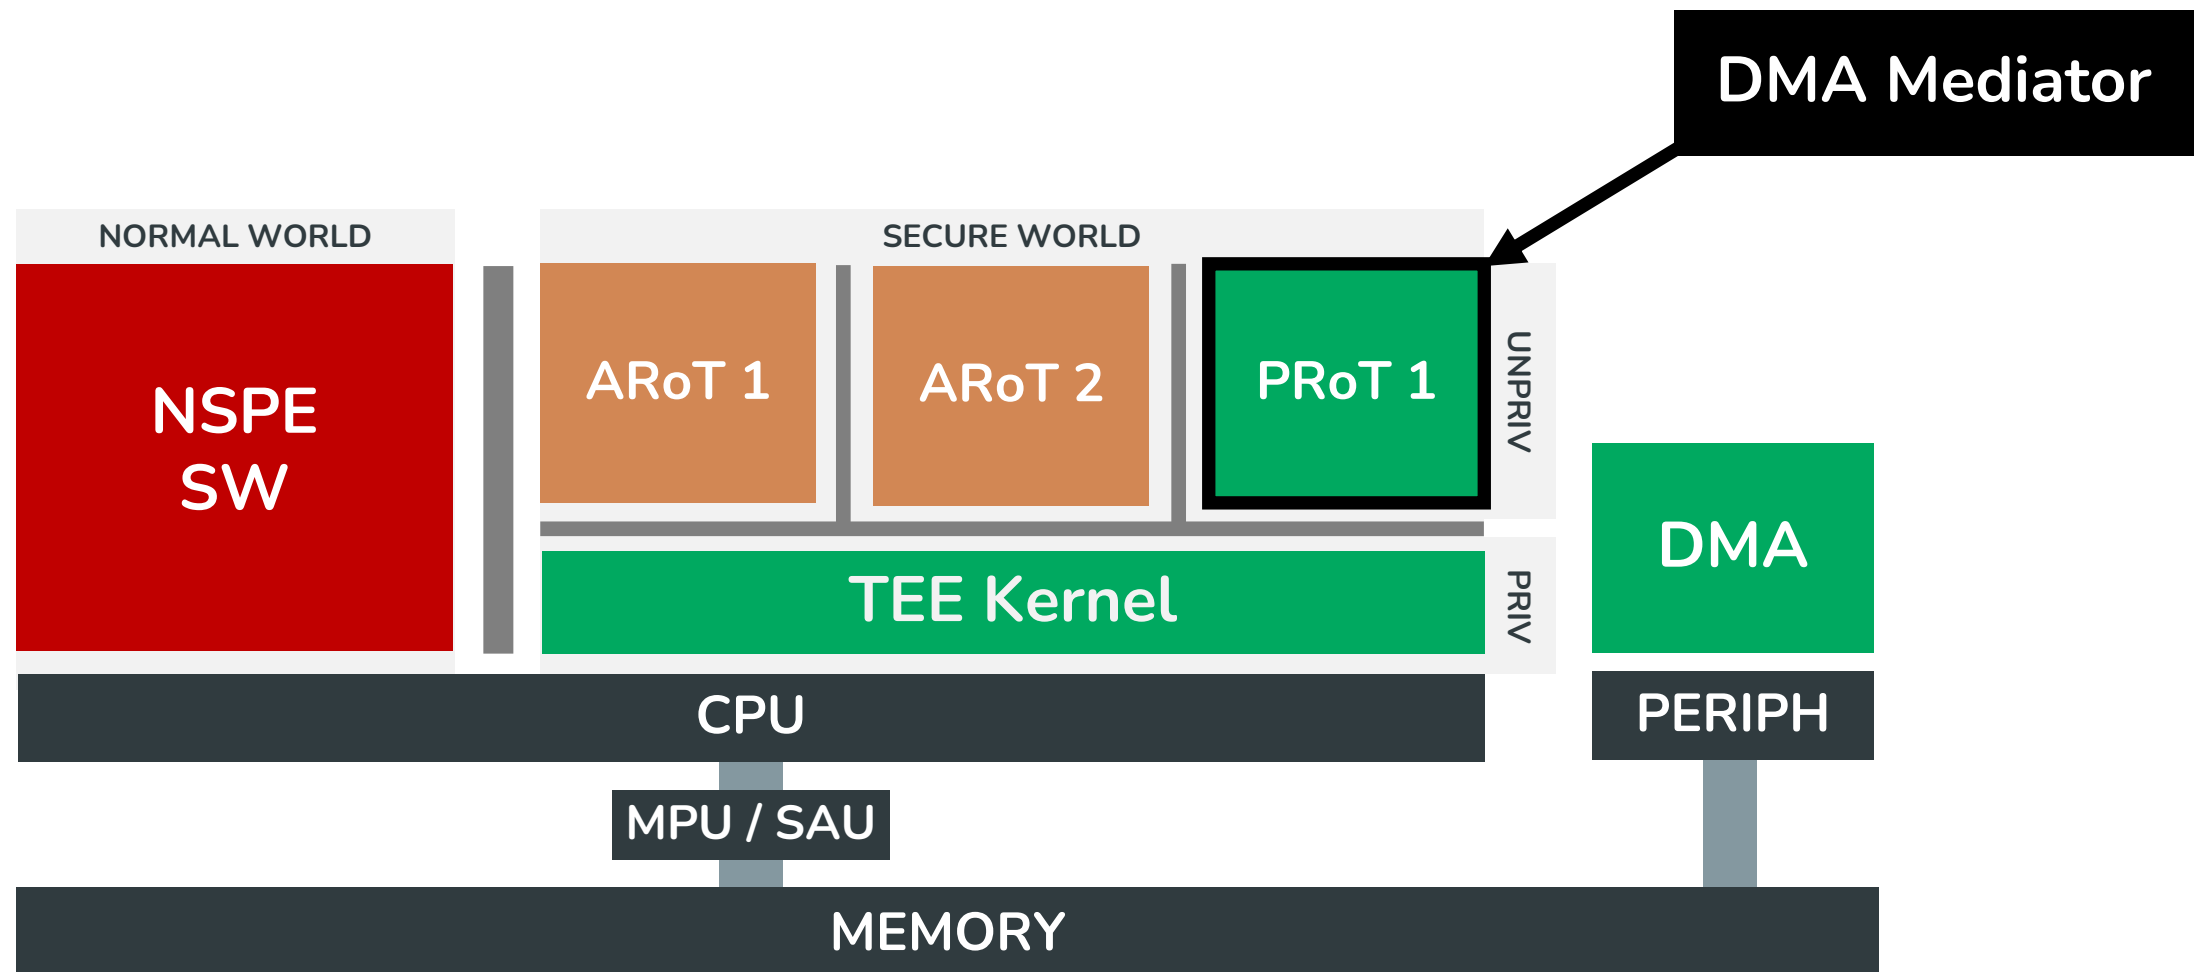 DMA Mediator
NORMAL WORLD
SECURE WORLD
NSPE
SW
ARoT 1
ARoT 2
PRoT 1
UNPRIV
TEE Kernel
PRIV
DMA
CPU
PERIPH
MPU / SAU
MEMORY